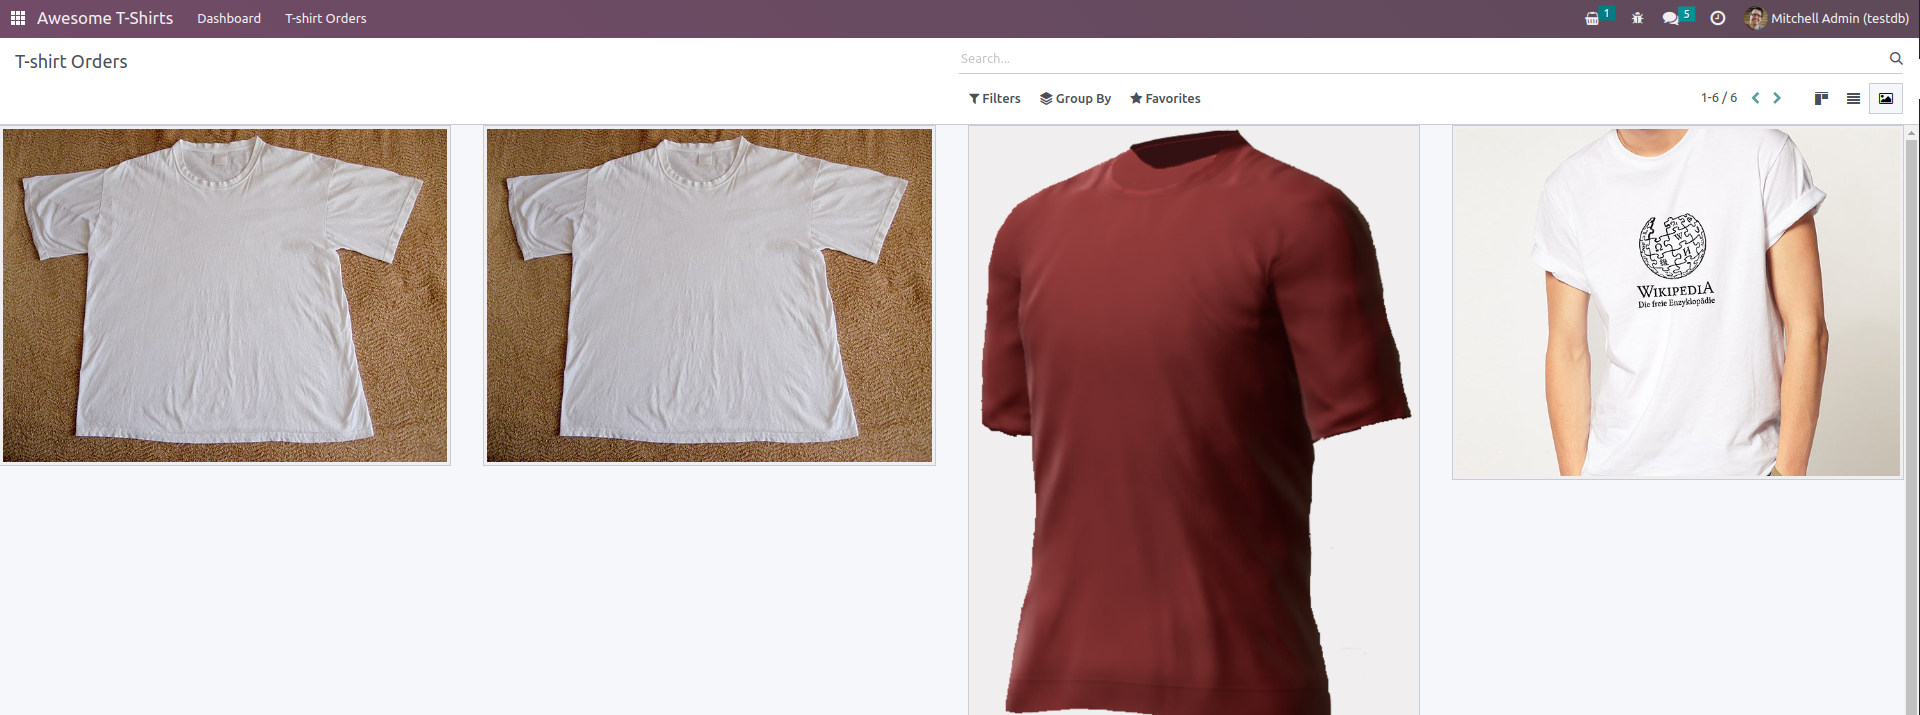 Awesome T-Shirts Dashboard T-shirt Orders 1 5 Mitchell Admin (testdb)
T-shirt Orders Search...
Filters Group By Favorites 1-6 / 6
WIKIPEDIA
Die freie Enzyklopädie